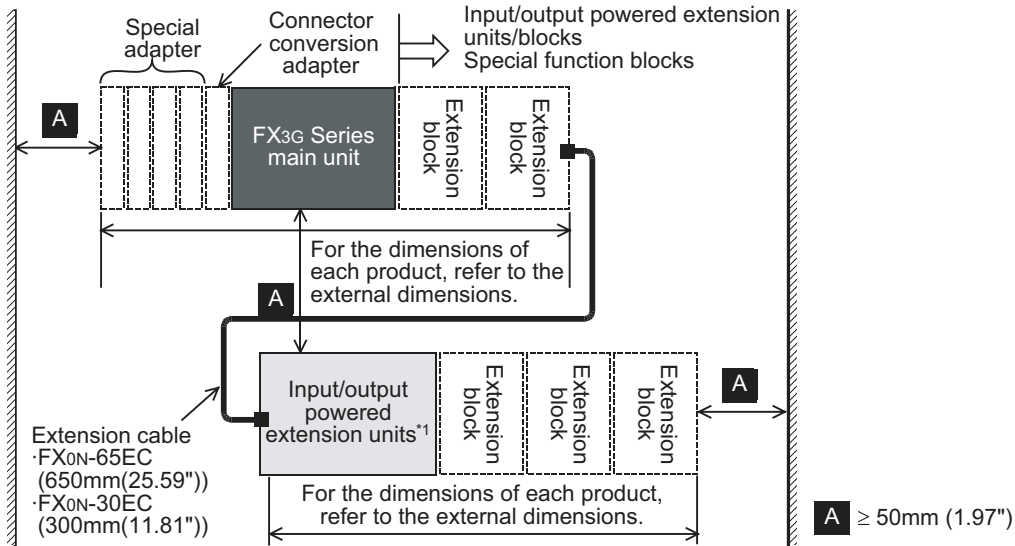 Special
adapter
Connector
conversion
adapter
Input/output powered extension
units/blocks
Special function blocks
A
FX3G Series
main unit
Extension
block
Extension
block
For the dimensions of
each product, refer to the
external dimensions.
A
Input/output
powered
extension units*1
Extension
block
Extension
block
Extension
block
A
Extension cable
·FX0N-65EC
(650mm(25.59"))
·FX0N-30EC
(300mm(11.81"))
For the dimensions of each product,
refer to the external dimensions.
A ≥ 50mm (1.97")